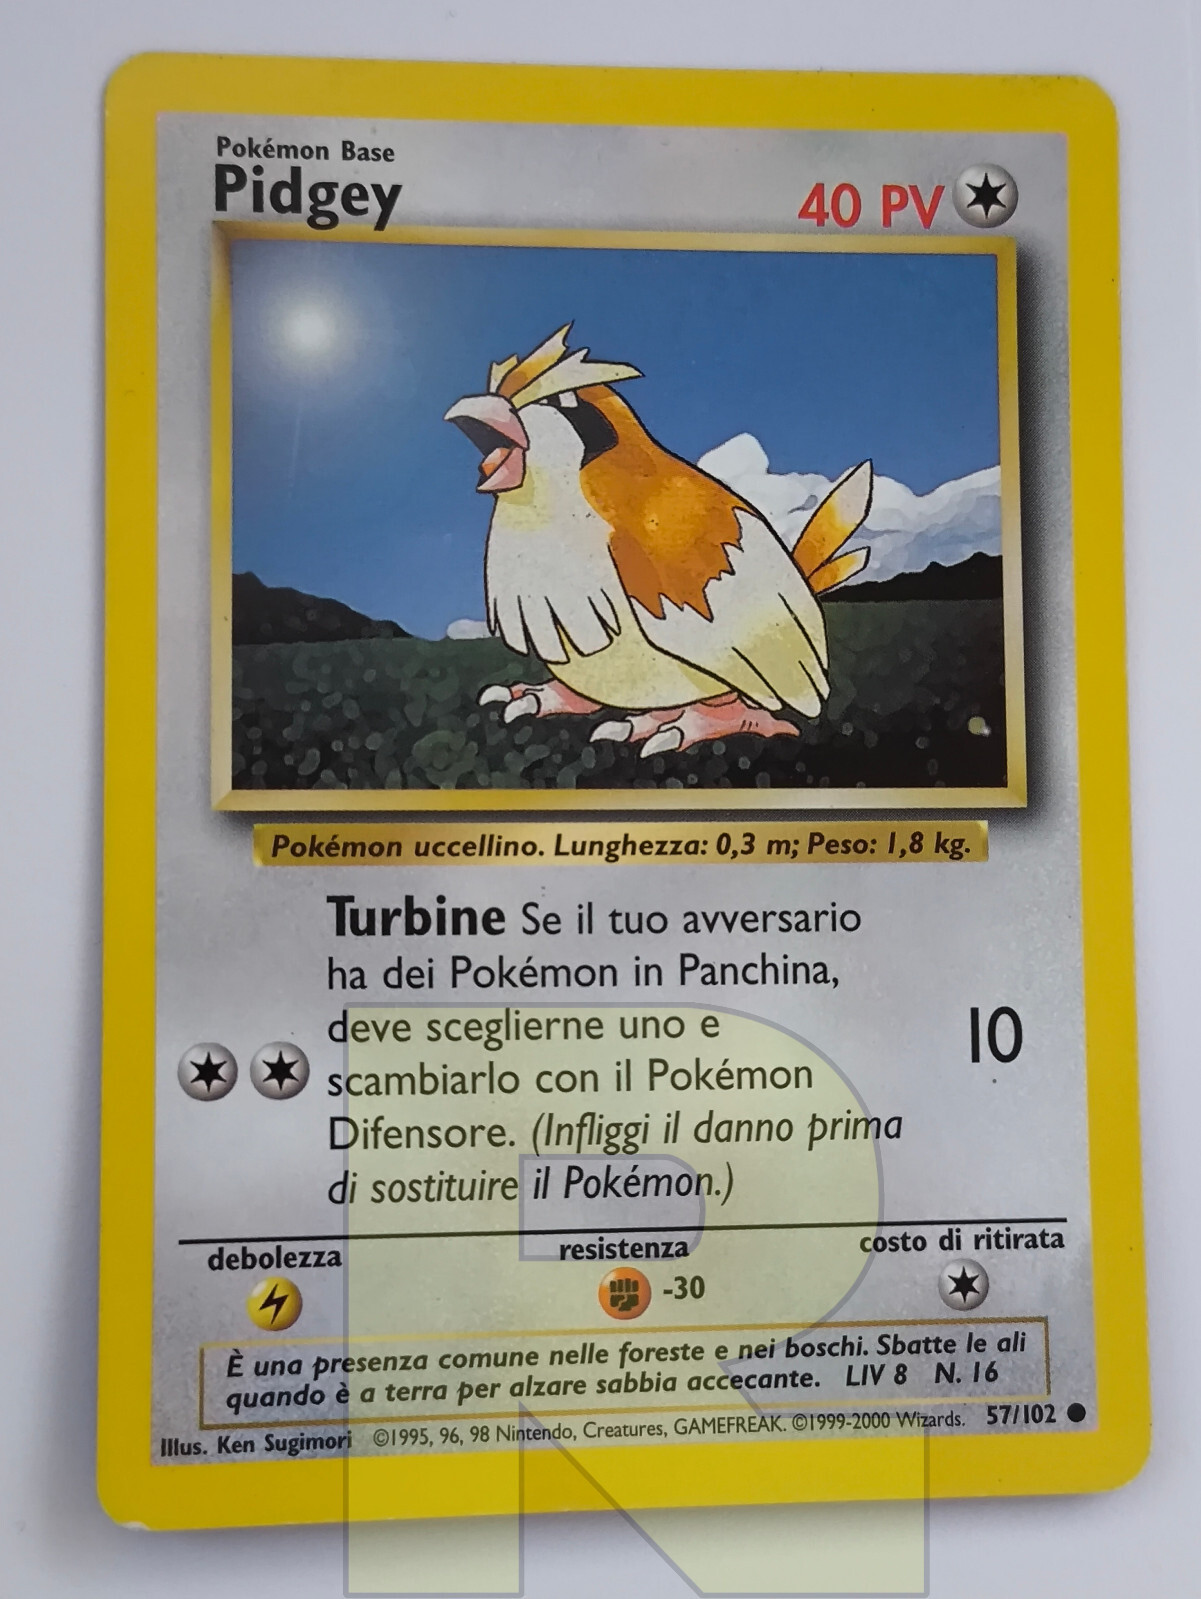 Pokémon Base
Pidgey
40 PV
Pokémon uccellino. Lunghezza: 0,3 m; Peso: 1,8 kg.
Turbine Se il tuo avversario
ha dei Pokémon in Panchina,
deve sceglierne uno e
10
scambiarlo con il Pokémon
Difensore. (Infliggi il danno prima
di sostituire il Pokémon.)
debolezza resistenza costo di ritirata
-30
È una presenza comune nelle foreste e nei boschi. Sbatte le ali
quando è a terra per alzare sabbia accecante. LIV 8 N. 16
Illus. Ken Sugimori ©1995, 96, 98 Nintendo, Creatures, GAMEFREAK. ©1999-2000 Wizards. 57/102
R